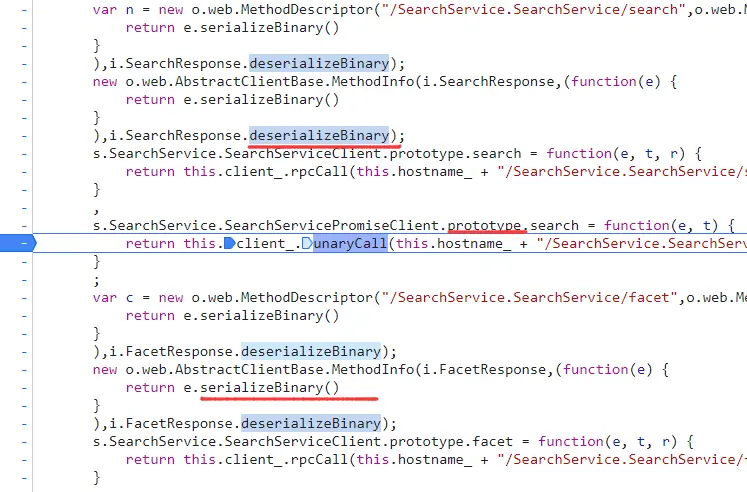 var n = new o.web.MethodDescriptor("/SearchService.SearchService/search",o.web.M
return e.serializeBinary()
}
),i.SearchResponse.deserializeBinary);
new o.web.AbstractClientBase.MethodInfo(i.SearchResponse,(function(e) {
return e.serializeBinary()
}
),i.SearchResponse.deserializeBinary);
s.SearchService.SearchServiceClient.prototype.search = function(e, t, r) {
return this.client_.rpcCall(this.hostname_ + "/SearchService.SearchService/s
}
,
s.SearchService.SearchServicePromiseClient.prototype.search = function(e, t) {
return this.client_.unaryCall(this.hostname_ + "/SearchService.SearchServ
}
;
var c = new o.web.MethodDescriptor("/SearchService.SearchService/facet",o.web.Me
return e.serializeBinary()
}
),i.FacetResponse.deserializeBinary);
new o.web.AbstractClientBase.MethodInfo(i.FacetResponse,(function(e) {
return e.serializeBinary()
}
),i.FacetResponse.deserializeBinary);
s.SearchService.SearchServiceClient.prototype.facet = function(e, t, r) {
return this.client_.rpcCall(this.hostname_ + "/SearchService.SearchService/
}